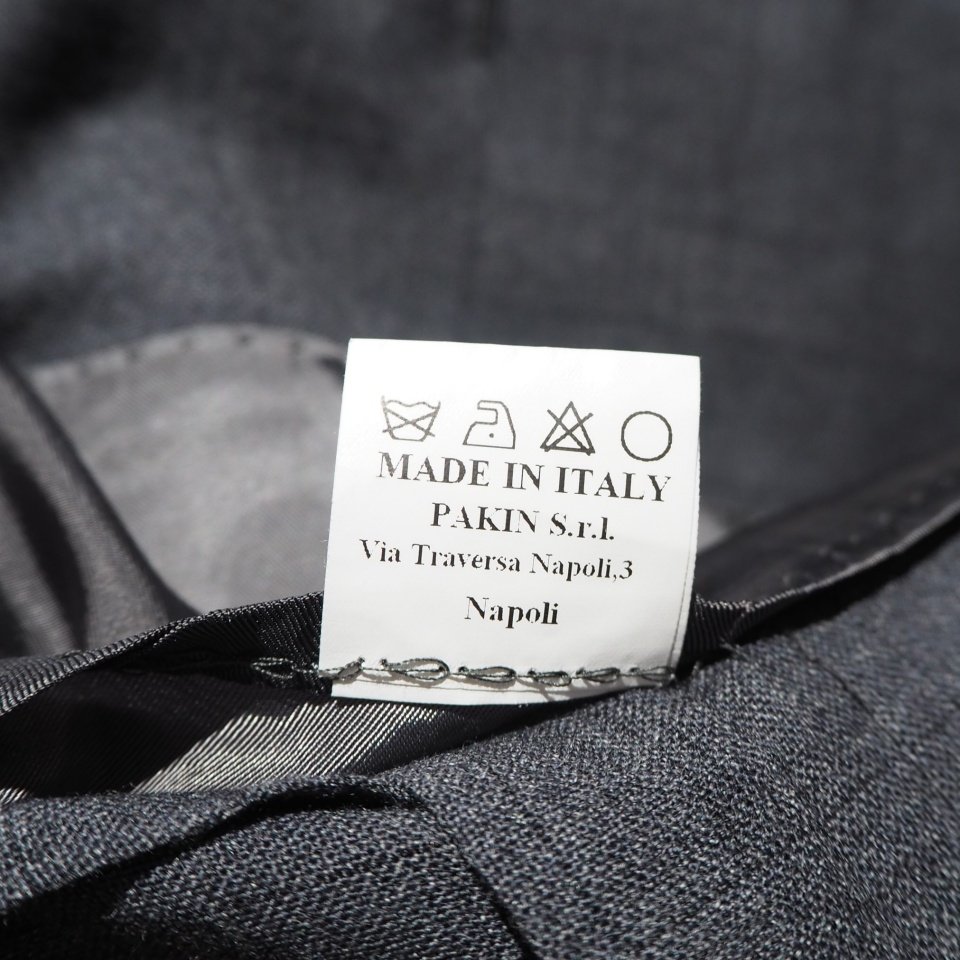 MADE IN ITALY
PAKIN S.r.l.
Via Traversa Napoli,3
Napoli